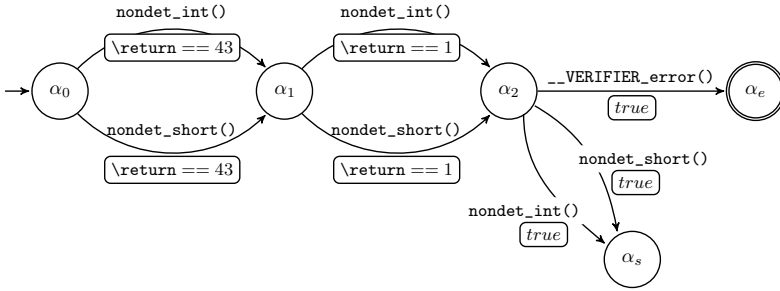 nondet_int()
\return == 43
nondet_int()
\return == 1
α0
α1
α2
__VERIFIER_error()
true
αe
nondet_short()
\return == 43
nondet_short()
\return == 1
nondet_short()
true
nondet_int()
true
αs